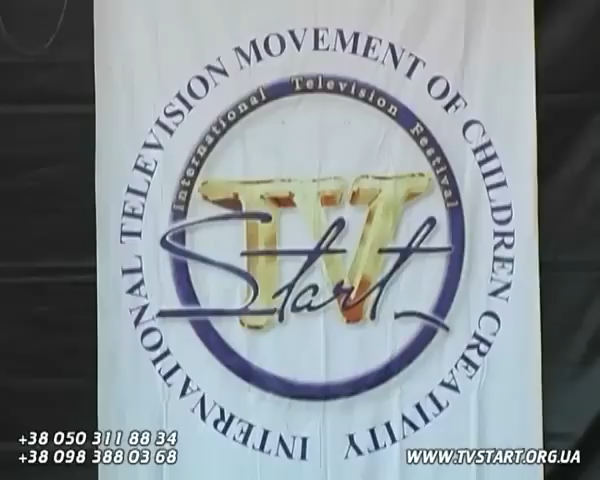 INTERNATIONAL TELEVISION MOVEMENT OF CHILDREN CREATIVITY
International Television Festival
TV
Start
+38 050 311 88 34
+38 098 388 03 68
WWW.TVSTART.ORG.UA